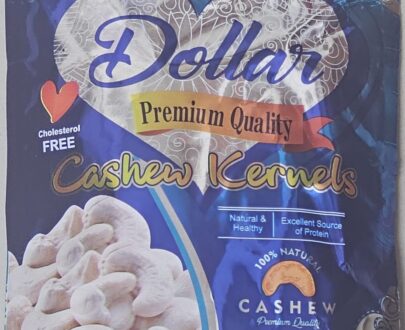 Dollar
Premium Quality
Cholesterol
FREE
Cashew Kernels
Natural & Healthy
Excellent Source of Protein
100% NATURAL
CASHEW
Premium Quality